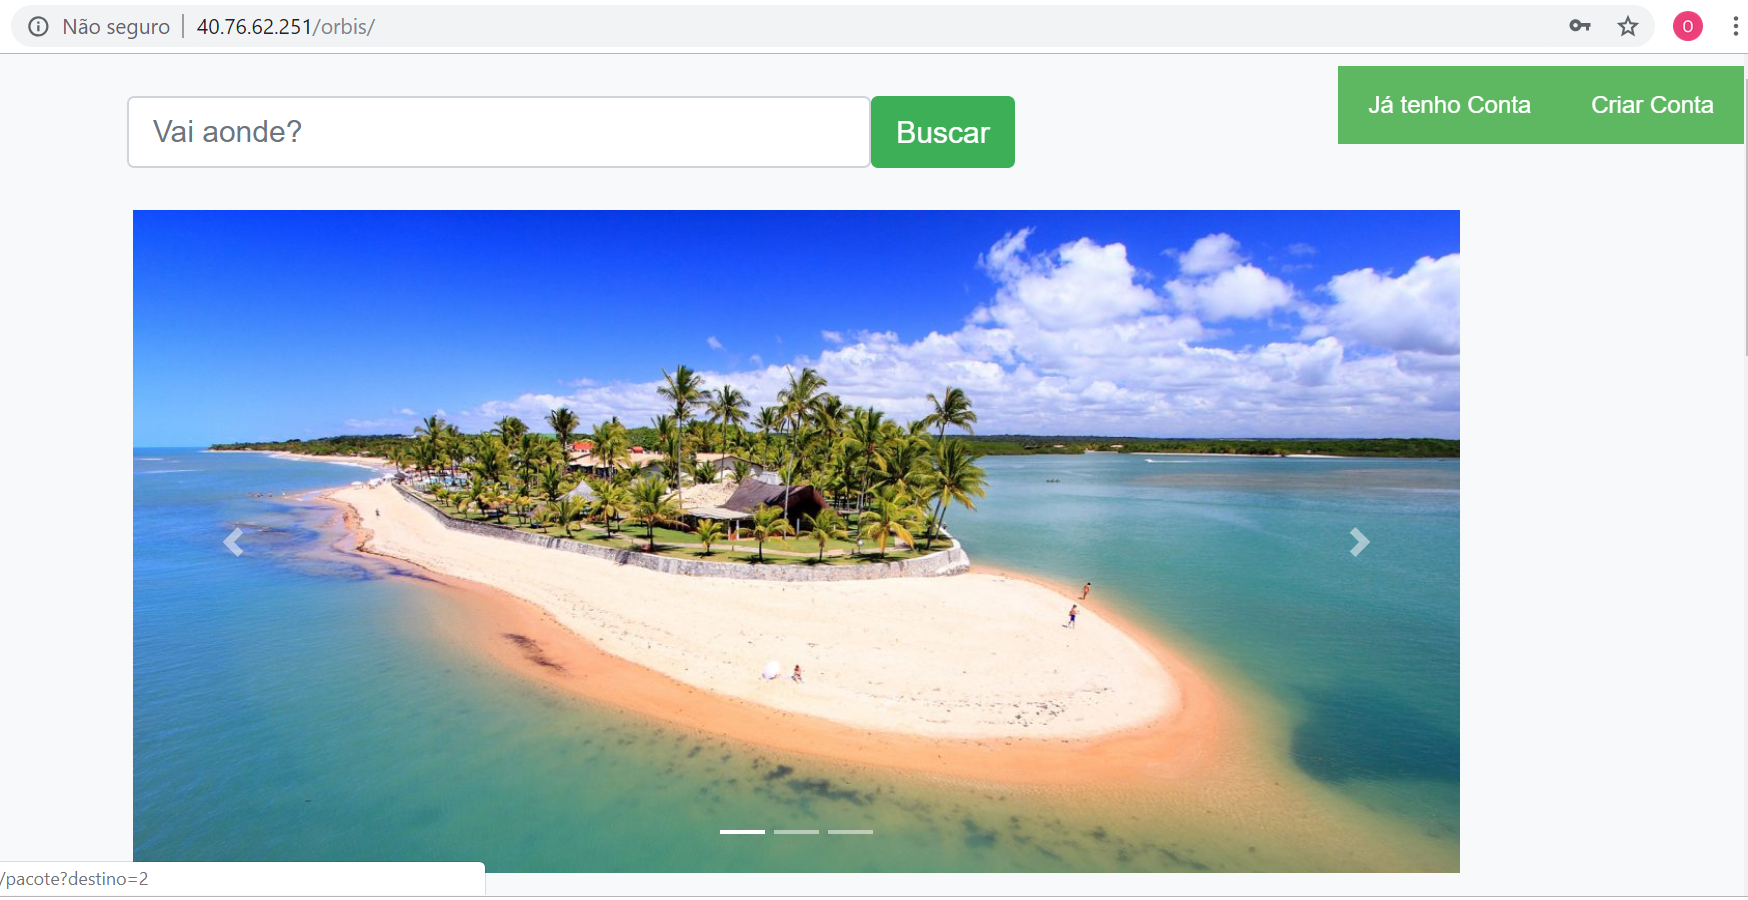 Não seguro | 40.76.62.251/orbis/
O
Vai aonde?
Buscar
Já tenho Conta
Criar Conta
/pacote?destino=2